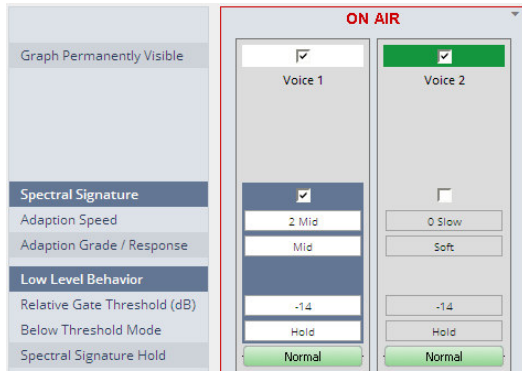 ON AIR
Graph Permanently Visible
Voice 1 Voice 2
Spectral Signature
Adaption Speed 2 Mid 0 Slow
Adaption Grade / Response Mid Soft
Low Level Behavior
Relative Gate Threshold (dB) -14 -14
Below Threshold Mode Hold Hold
Spectral Signature Hold Normal Normal